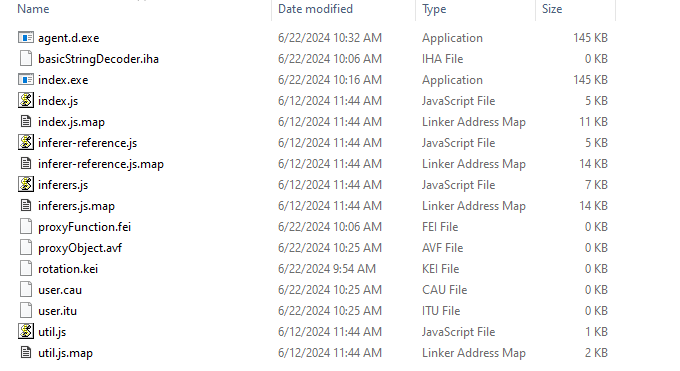 Name Date modified Type Size
agent.d.exe 6/22/2024 10:32 AM Application 145 KB
basicStringDecoder.iha 6/22/2024 10:06 AM IHA File 0 KB
index.exe 6/22/2024 10:16 AM Application 145 KB
index.js 6/12/2024 11:44 AM JavaScript File 5 KB
index.js.map 6/12/2024 11:44 AM Linker Address Map 11 KB
inferer-reference.js 6/12/2024 11:44 AM JavaScript File 5 KB
inferer-reference.js.map 6/12/2024 11:44 AM Linker Address Map 14 KB
inferers.js 6/12/2024 11:44 AM JavaScript File 7 KB
inferers.js.map 6/12/2024 11:44 AM Linker Address Map 14 KB
proxyFunction.fei 6/22/2024 10:06 AM FEI File 0 KB
proxyObject.avf 6/22/2024 10:25 AM AVF File 0 KB
rotation.kei 6/22/2024 9:54 AM KEI File 0 KB
user.cau 6/22/2024 10:25 AM CAU File 0 KB
user.itu 6/22/2024 10:25 AM ITU File 0 KB
util.js 6/12/2024 11:44 AM JavaScript File 1 KB
util.js.map 6/12/2024 11:44 AM Linker Address Map 2 KB